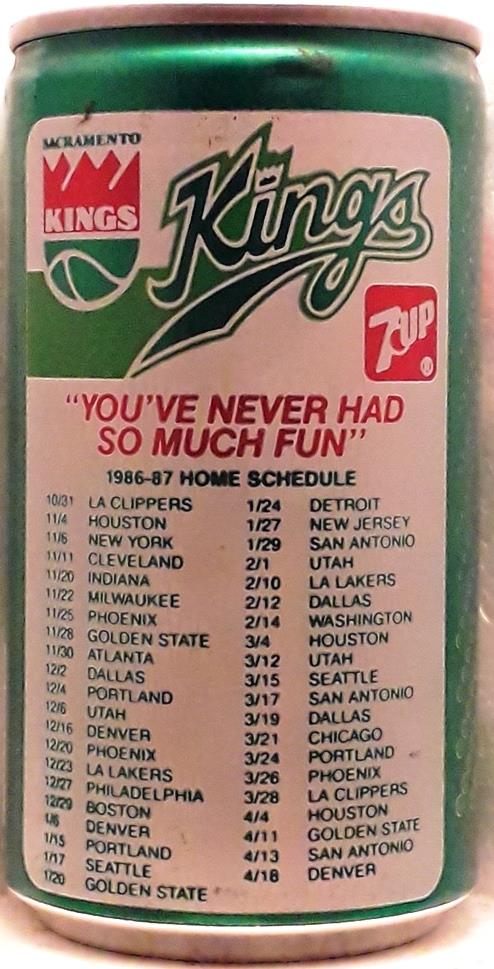 SACRAMENTO
KINGS
Kings
7UP
"YOU'VE NEVER HAD
SO MUCH FUN"
1986-87 HOME SCHEDULE
10/31 LA CLIPPERS
11/4 HOUSTON
11/6 NEW YORK
11/11 CLEVELAND
11/20 INDIANA
11/22 MILWAUKEE
11/25 PHOENIX
11/28 GOLDEN STATE
11/30 ATLANTA
12/2 DALLAS
12/4 PORTLAND
12/6 UTAH
12/16 DENVER
12/20 PHOENIX
12/23 LA LAKERS
12/27 PHILADELPHIA
12/29 BOSTON
1/6 DENVER
1/15 PORTLAND
1/17 SEATTLE
1/20 GOLDEN STATE
1/24 DETROIT
1/27 NEW JERSEY
1/29 SAN ANTONIO
2/1 UTAH
2/10 LA LAKERS
2/12 DALLAS
2/14 WASHINGTON
3/4 HOUSTON
3/12 UTAH
3/15 SEATTLE
3/17 SAN ANTONIO
3/19 DALLAS
3/21 CHICAGO
3/24 PORTLAND
3/26 PHOENIX
3/28 LA CLIPPERS
4/4 HOUSTON
4/11 GOLDEN STATE
4/13 SAN ANTONIO
4/18 DENVER